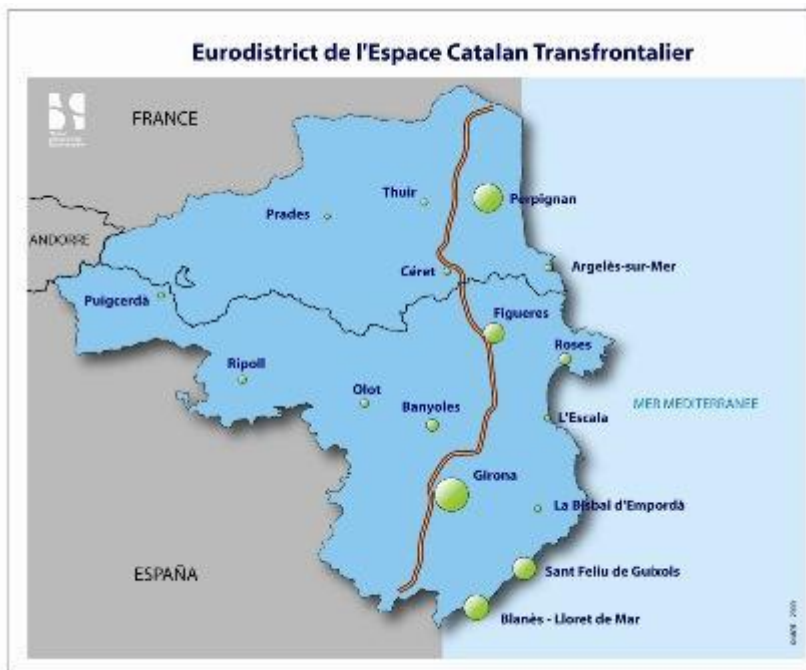 Eurodistrict de l'Espace Catalan Transfrontalier
FRANCE
Thuir
Prades
Perpignan
ANDORRE
Céret
Argelès-sur-Mer
Puigcerdà
Figueres
Roses
Ripoll
Olot
Banyoles
MER MEDITERRANEE
L'Escala
Girona
La Bisbal d'Empordà
ESPAÑA
Sant Feliu de Guixols
Blanès - Lloret de Mar